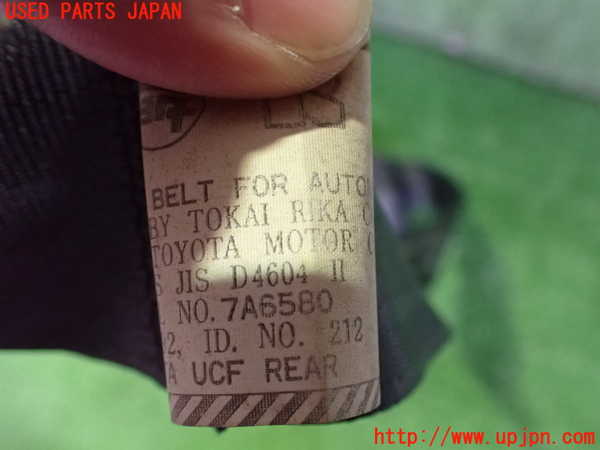 USED PARTS JAPAN
BELT FOR AUTO
BY TOKAI RIKA C
TOYOTA MOTOR
S JIS D4604 II
NO. 7A6580
2, ID. NO. 212
A UCF REAR
http://www.upjpn.com/